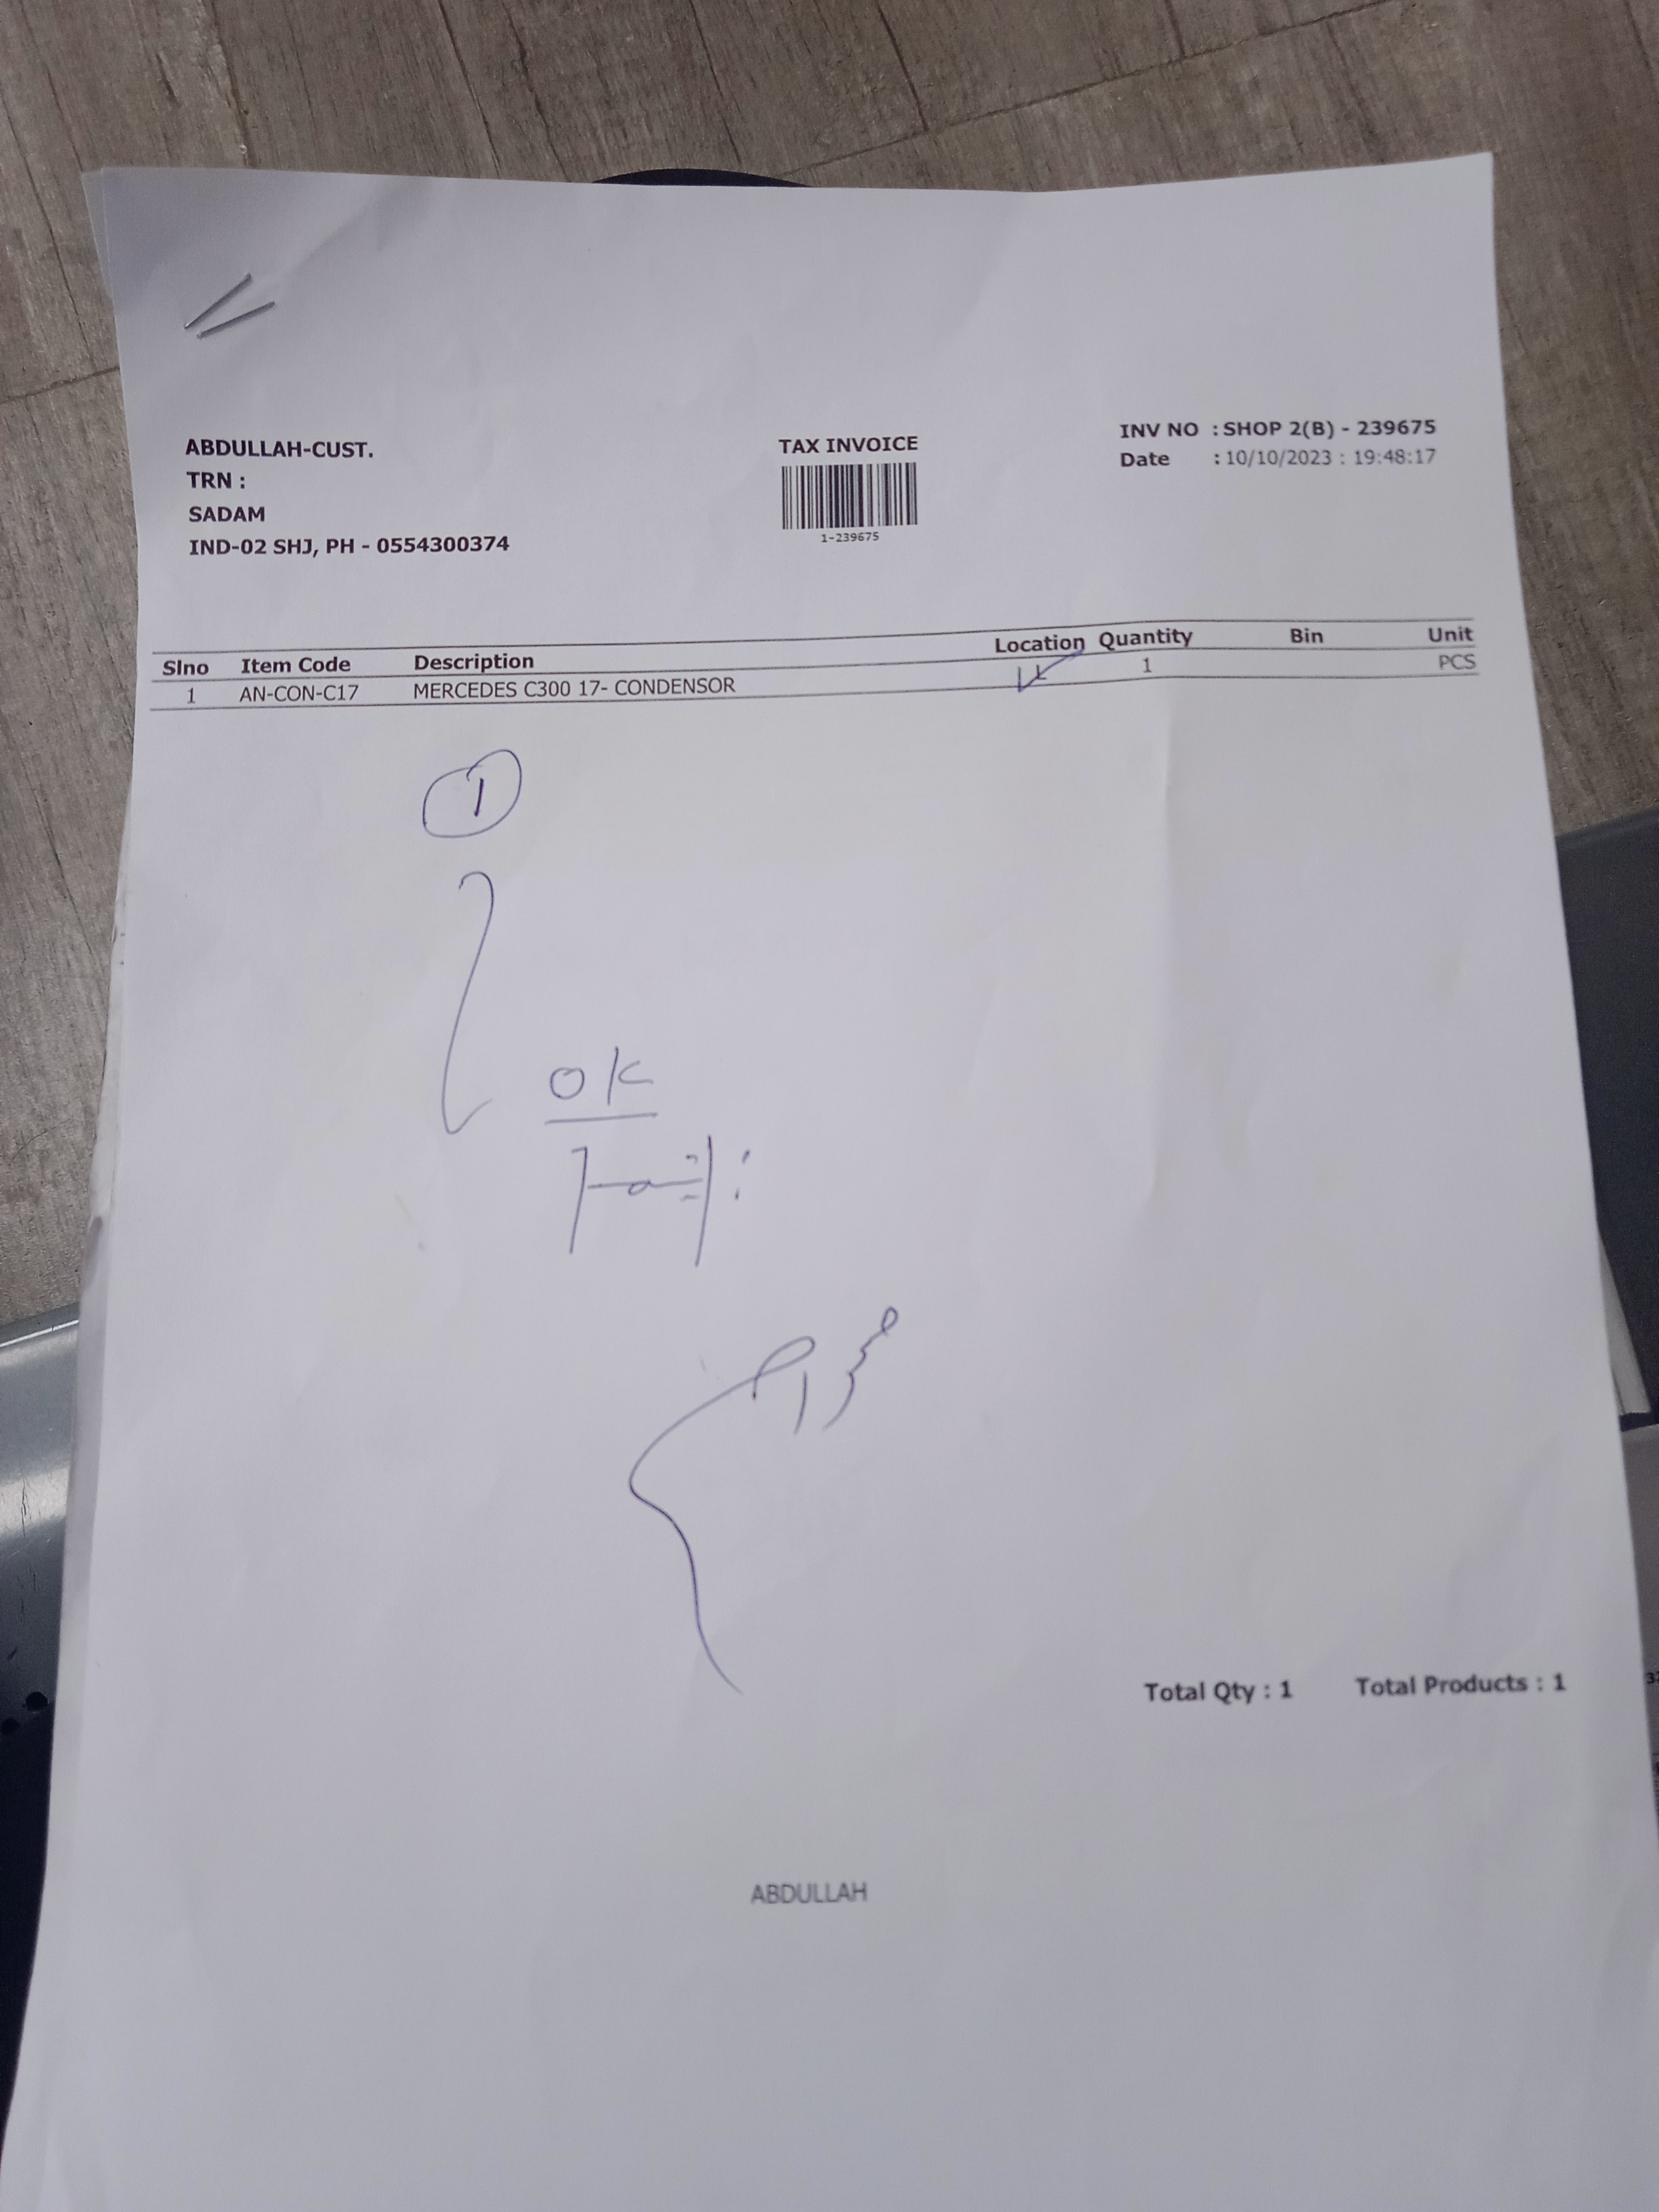 ABDULLAH-CUST.
TRN :
SADAM
IND-02 SHJ, PH - 0554300374
TAX INVOICE
1-239675
INV NO : SHOP 2(B) - 239675
Date : 10/10/2023 : 19:48:17
Slno Item Code Description Location Quantity Bin Unit
1 AN-CON-C17 MERCEDES C300 17- CONDENSOR 1 PCS
1
OK
Total Qty : 1 Total Products : 1
ABDULLAH